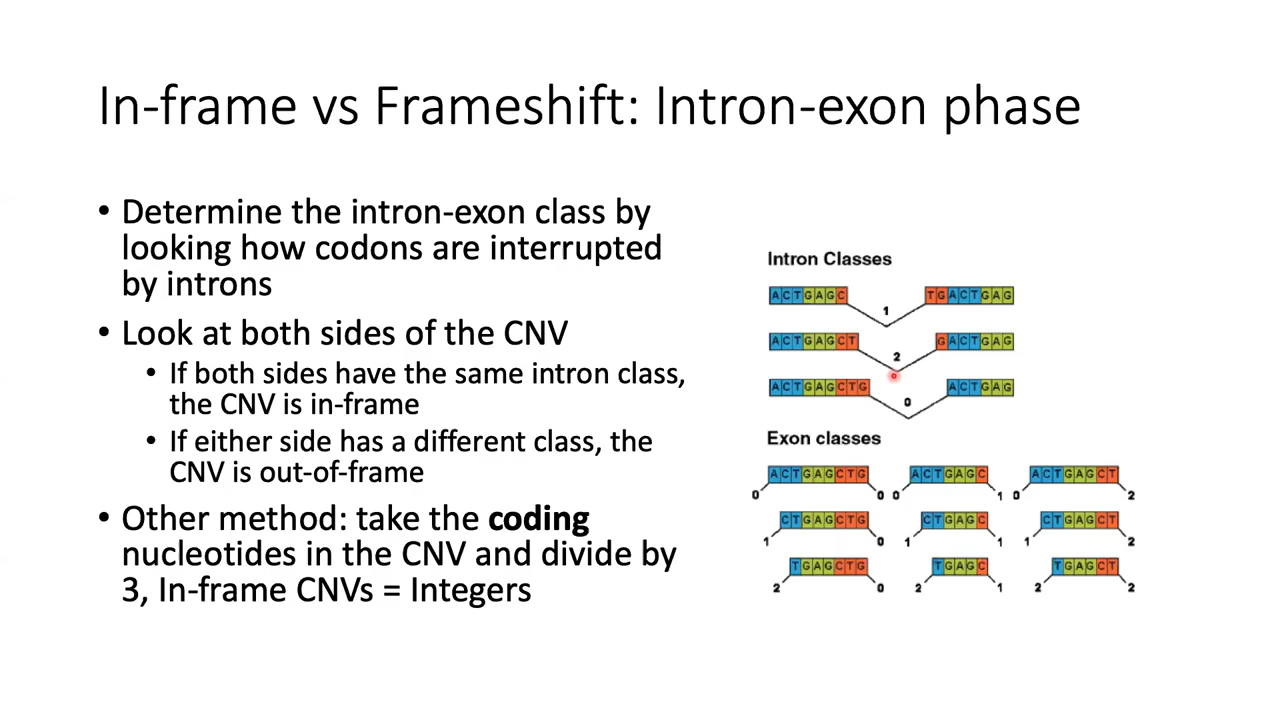 In-frame vs Frameshift: Intron-exon phase
• Determine the intron-exon class by
looking how codons are interrupted
by introns
• Look at both sides of the CNV
• If both sides have the same intron class,
the CNV is in-frame
• If either side has a different class, the
CNV is out-of-frame
• Other method: take the coding
nucleotides in the CNV and divide by
3, In-frame CNVs = Integers
Intron Classes
ACTGAGC 1 TGACTGAG
ACTGAGCT 2 GACTGAG
ACTGAGCTG 0 ACTGAG
Exon classes
ACTGAGCTG ACTGAGC ACTGAGCT
0 0 0 1 0 2
CTGAGCTG CTGAGC CTGAGCT
1 0 1 1 1 2
TGAGCTG TGAGC TGAGCT
2 0 2 1 2 2